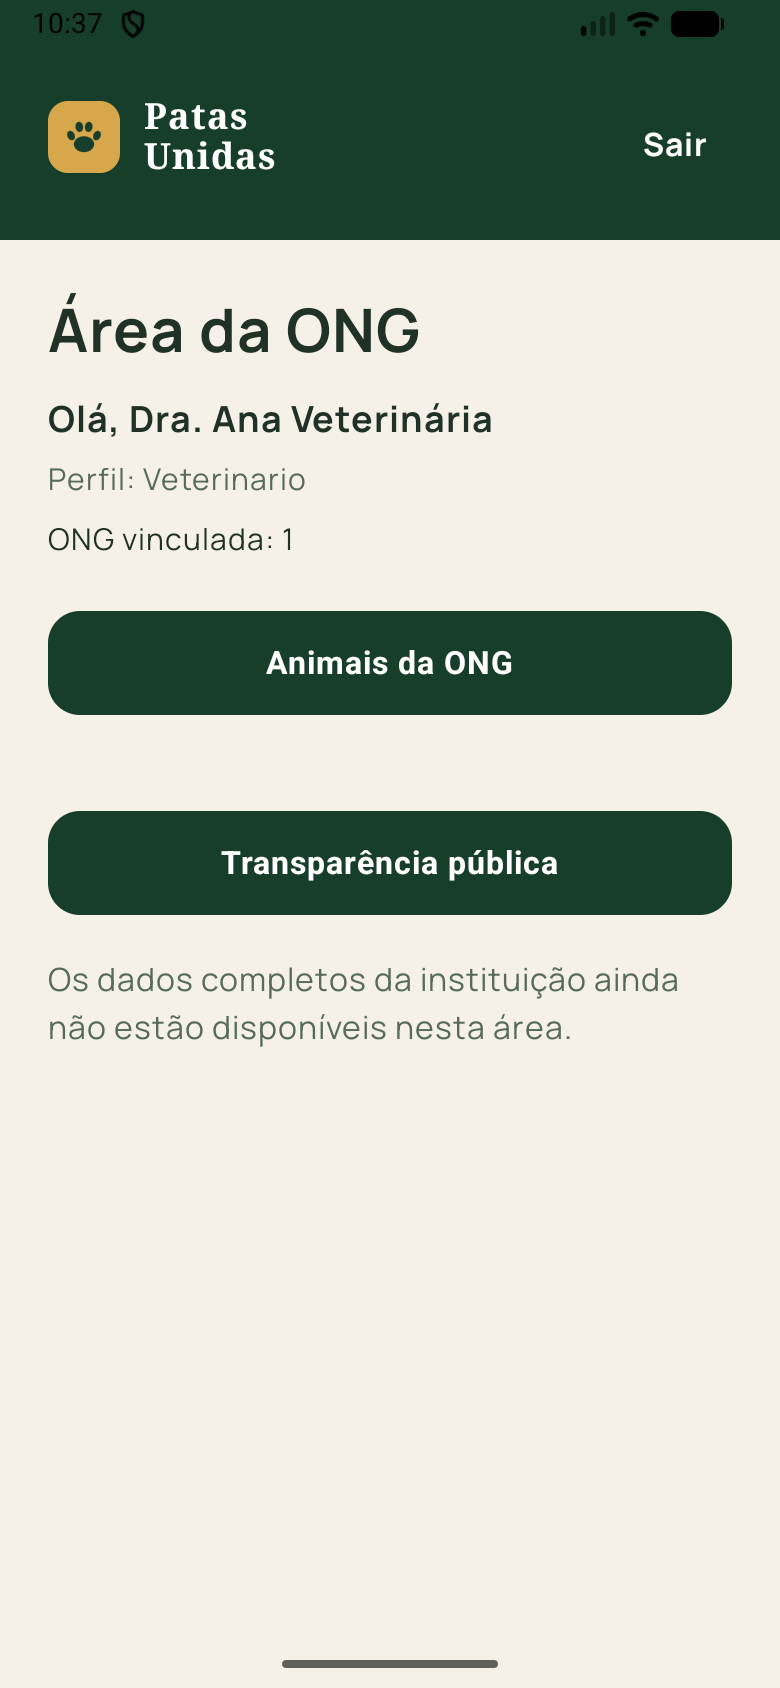 10:37
Patas
Unidas
Sair
Área da ONG
Olá, Dra. Ana Veterinária
Perfil: Veterinario
ONG vinculada: 1
Animais da ONG
Transparência pública
Os dados completos da instituição ainda
não estão disponíveis nesta área.